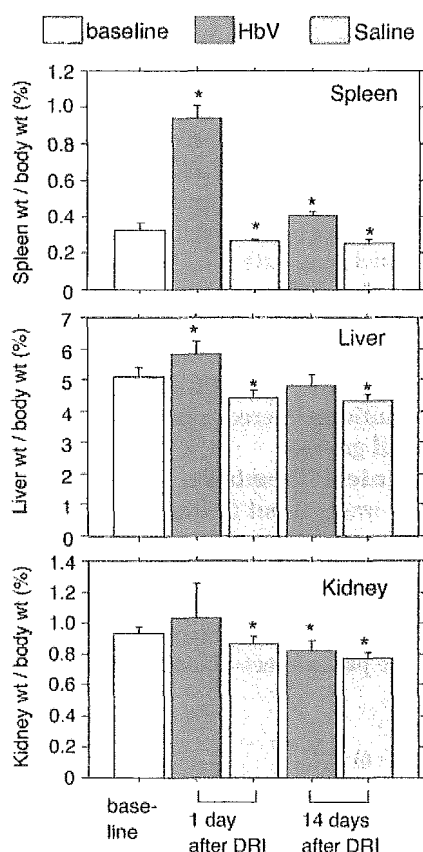 baseline HbV Saline
Spleen wt / body wt (%)
1.2
1.0
0.8
0.6
0.4
0.2
0
Spleen
*
*
*
*
Liver wt / body wt (%)
7
6
5
4
3
2
1
0
Liver
*
*
*
Kidney wt / body wt (%)
1.4
1.2
1.0
0.8
0.6
0.4
0.2
0
Kidney
*
*
*
base-
line
1 day
after DRI
14 days
after DRI